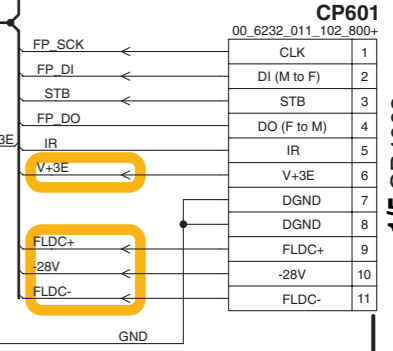 CP601
00_6232_011_102_800+
FP_SCK CLK 1
FP_DI DI (M to F) 2
STB STB 3
FP_DO DO (F to M) 4
3E IR IR 5
V+3E V+3E 6
DGND 7
DGND 8
FLDC+ FLDC+ 9
-28V -28V 10
FLDC- FLDC- 11
GND